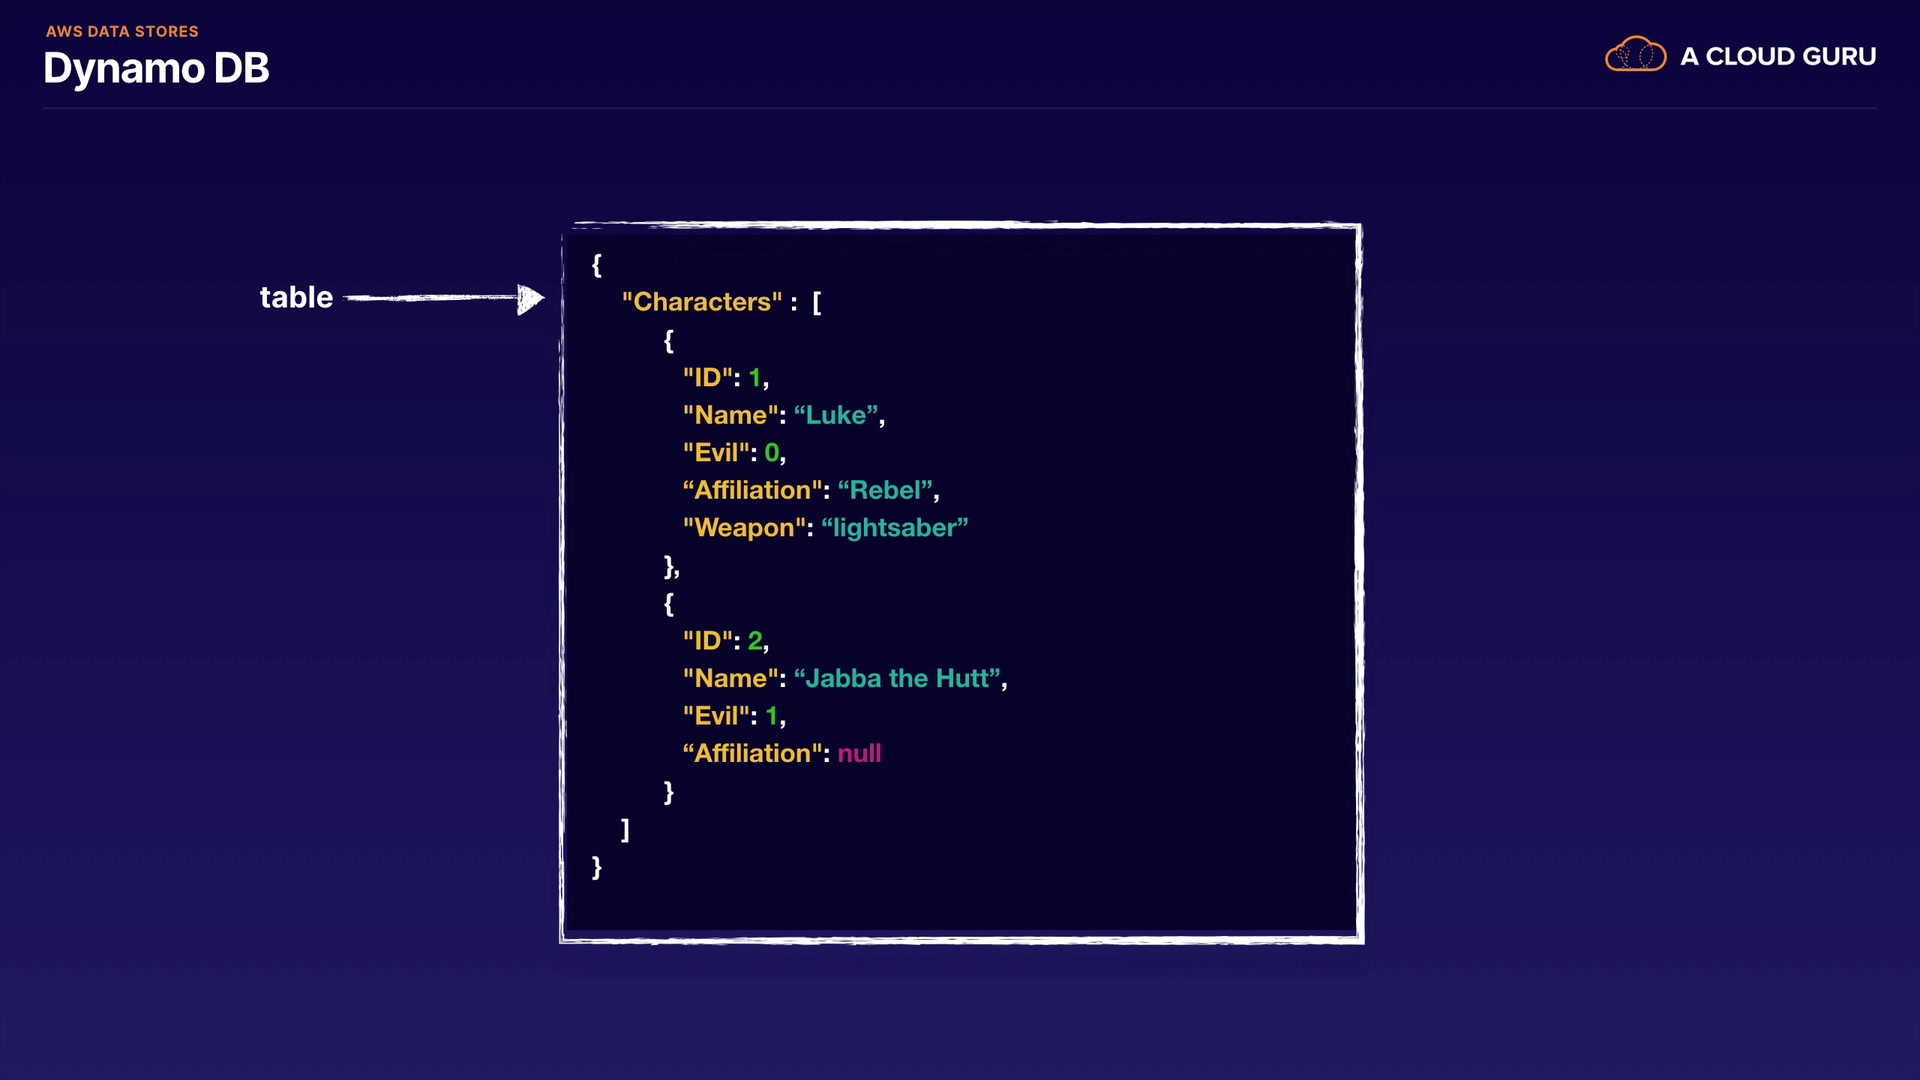 AWS DATA STORES
Dynamo DB
A CLOUD GURU
table
{
"Characters" : [
{
"ID": 1,
"Name": “Luke”,
"Evil": 0,
“Affiliation": “Rebel”,
"Weapon": “lightsaber”
},
{
"ID": 2,
"Name": “Jabba the Hutt”,
"Evil": 1,
“Affiliation": null
}
]
}